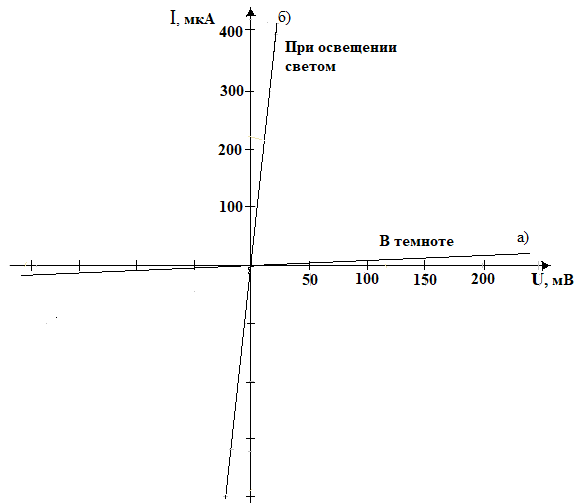 I, мкА
б)
400
При освещении
светом
300
200
100
В темноте
а)
50
100
150
200
U, мВ